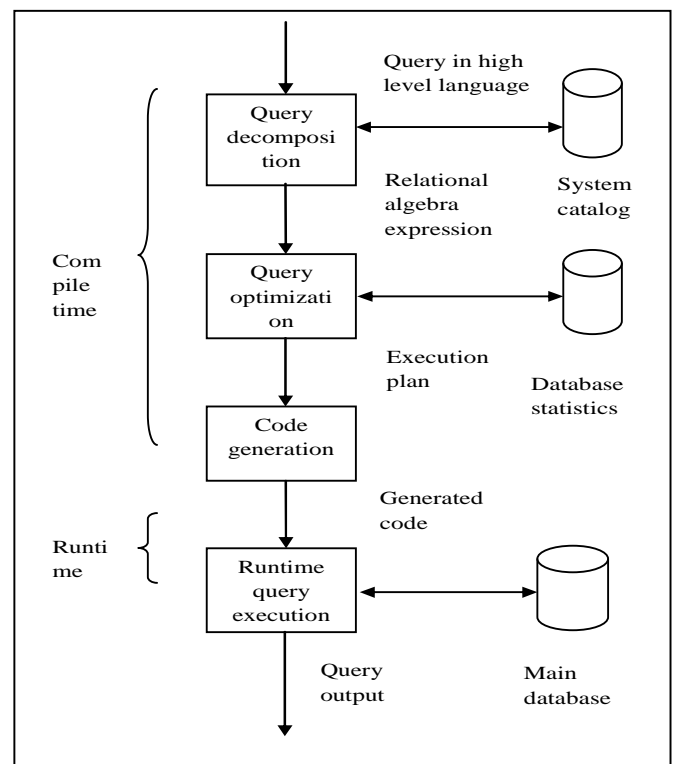 Query in high
level language
Query
decomposi
tion
System
catalog
Relational
algebra
expression
Com
pile
time
Query
optimizati
on
Execution
plan
Database
statistics
Code
generation
Generated
code
Runti
me
Runtime
query
execution
Query
output
Main
database